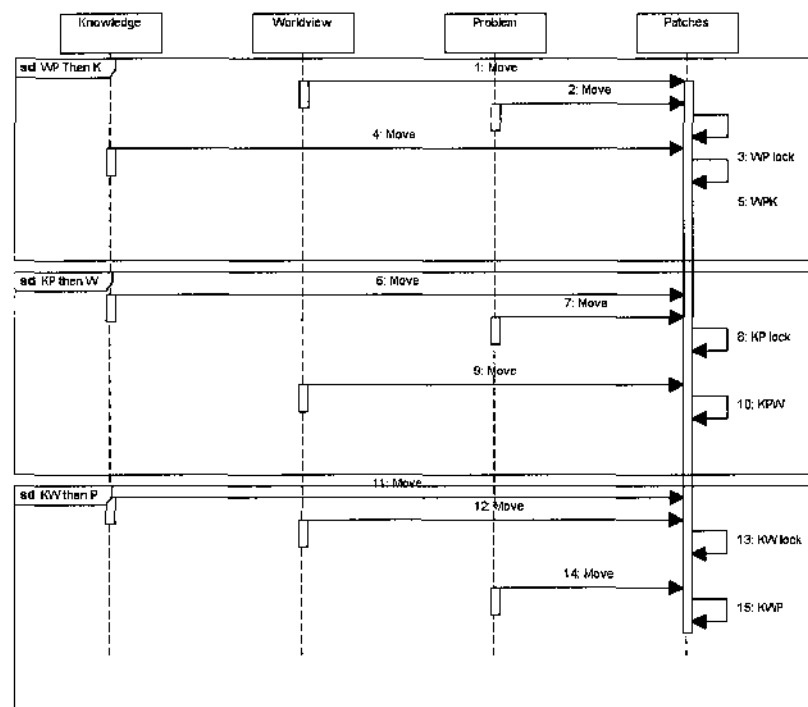 Knowledge
Worldview
Problem
Patches
sd WP Then K
1: Move
2: Move
4: Move
3: WP lock
5: WPK
sd KP then W
6: Move
7: Move
8: KP lock
9: Move
10: KPW
sd KW then P
11: Move
12: Move
13: KW lock
14: Move
15: KWP